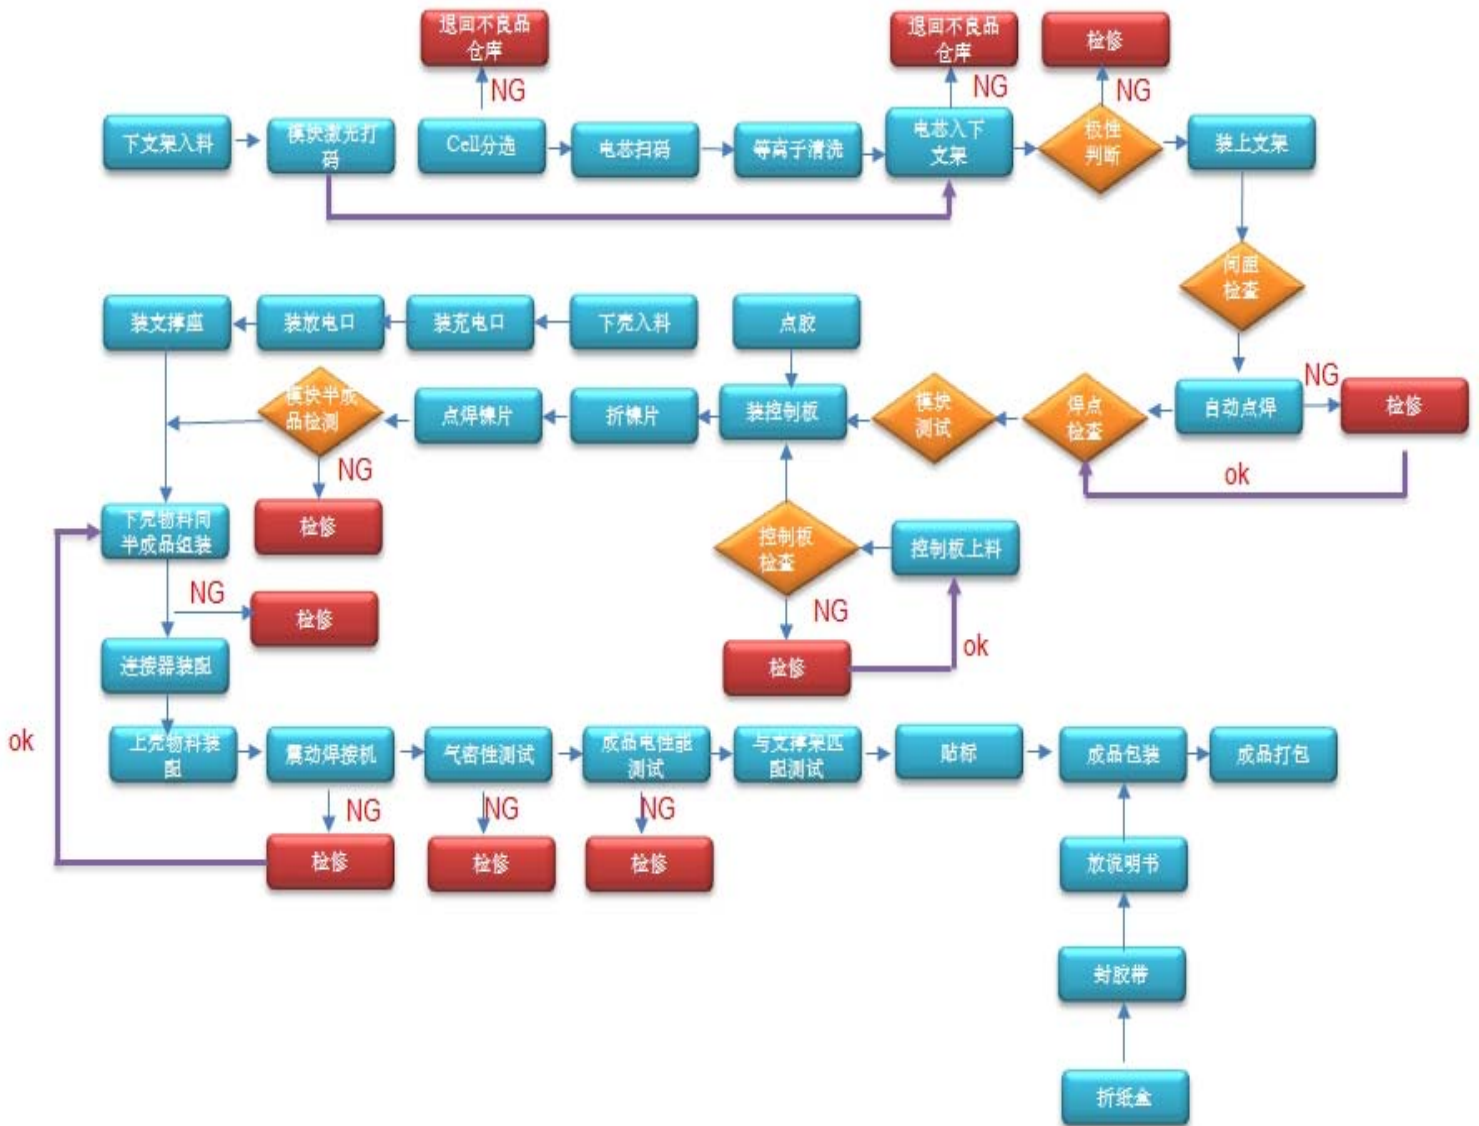 退回不良品
仓库
退回不良品
仓库
检修
NG
NG
NG
下支架入料
模块激光打
码
Cell分选
电芯扫码
等离子清洗
电芯入下
支架
极性
判断
装上支架
间距
检查
装支撑座
装放电口
装充电口
下壳入料
点胶
模块半成
品检测
点焊镍片
折镍片
装控制板
模块
测试
焊点
检查
自动点焊
NG
检修
ok
NG
检修
下壳物料同
半成品组装
控制板
检查
控制板上料
NG
检修
NG
检修
ok
连接器装配
ok
上壳物料装
配
震动焊接机
气密性测试
成品电性能
测试
与支撑架匹
配测试
贴标
成品包装
成品打包
NG
NG
NG
检修
检修
检修
放说明书
封胶带
折纸盒